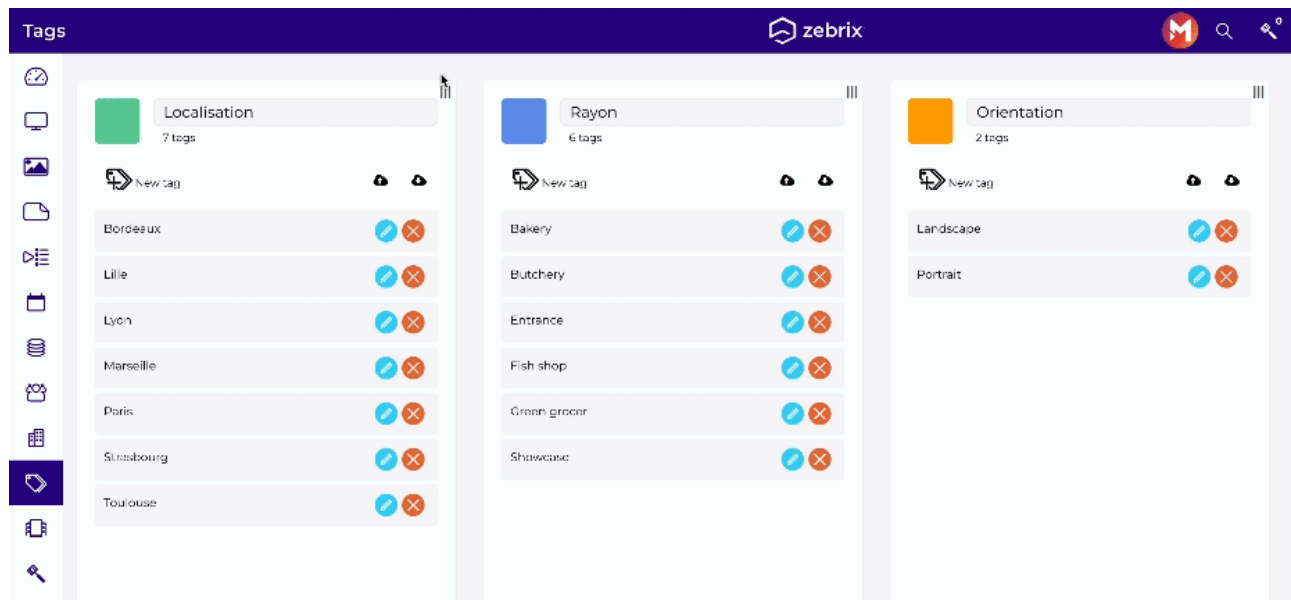 Tags
zebrix
M
0
Localisation
7 tags
New tag
Bordeaux
Lille
Lyon
Marseille
Paris
Strasbourg
Toulouse
Rayon
6 tags
New tag
Bakery
Butchery
Entrance
Fish shop
Green grocer
Showcase
Orientation
2 tags
New tag
Landscape
Portrait